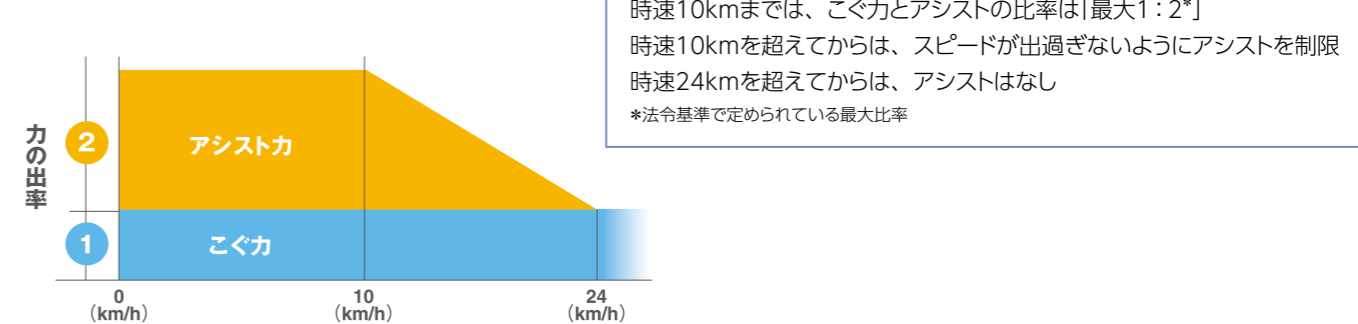 時速10kmまでは、こぐ力とアシストの比率は「最大1：2*」
時速10kmを超えてからは、スピードが出過ぎないようにアシストを制限
時速24kmを超えてからは、アシストはなし
*法令基準で定められている最大比率
力の出率
2
アシスト力
1
こぐ力
0
（km/h）
10
（km/h）
24
（km/h）